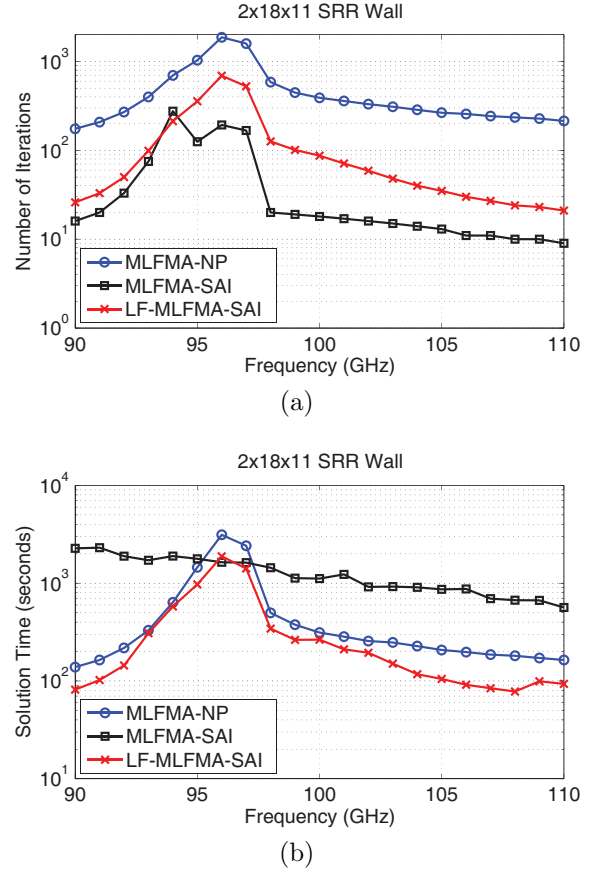 2x18x11 SRR Wall
Number of Iterations
10^3
10^2
10^1
10^0
MLFMA-NP
MLFMA-SAI
LF-MLFMA-SAI
90 95 100 105 110
Frequency (GHz)
(a)
2x18x11 SRR Wall
Solution Time (seconds)
10^4
10^3
10^2
10^1
MLFMA-NP
MLFMA-SAI
LF-MLFMA-SAI
90 95 100 105 110
Frequency (GHz)
(b)